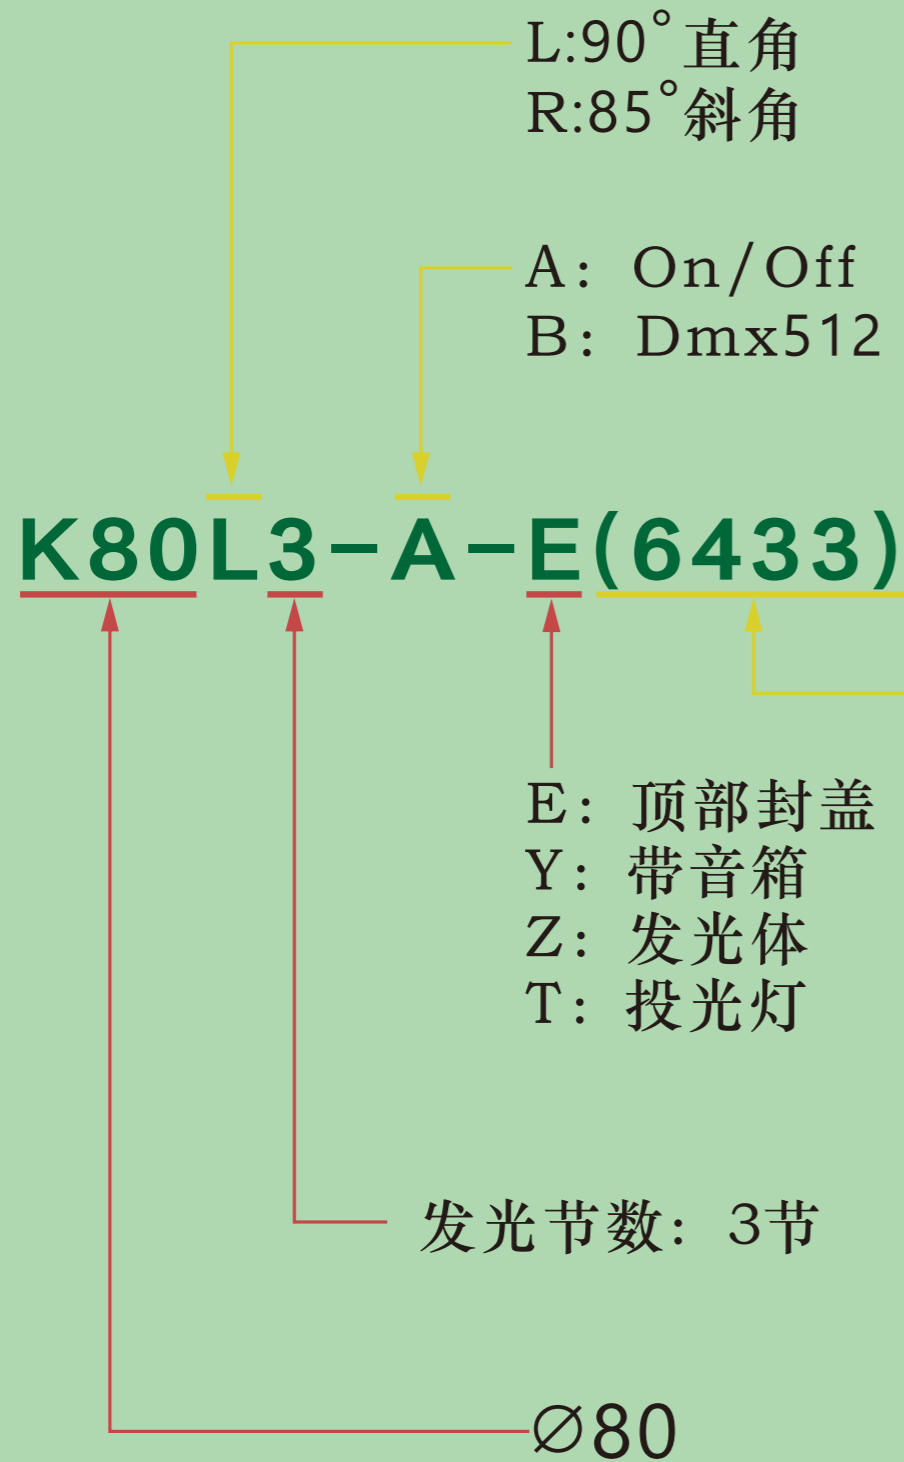 L:90°直角
R:85°斜角
A: On/Off
B: Dmx512
K80L3-A-E(6433)
E: 顶部封盖
Y: 带音箱
Z: 发光体
T: 投光灯
发光节数: 3节
∅80